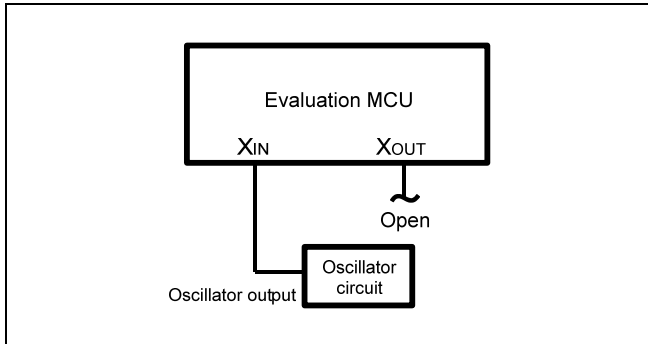 Evaluation MCU
XIN XOUT
Open
Oscillator
circuit
Oscillator output